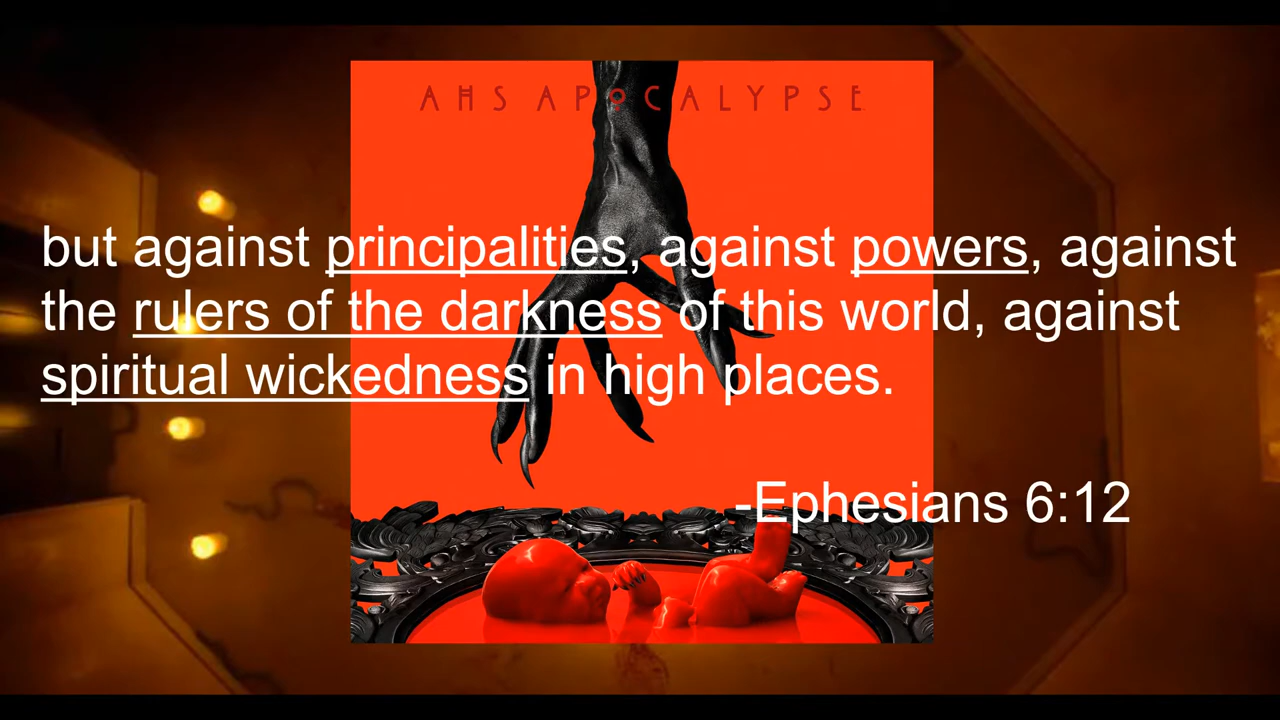 AHS APOCALYPSE
but against principalities, against powers, against
the rulers of the darkness of this world, against
spiritual wickedness in high places.
-Ephesians 6:12